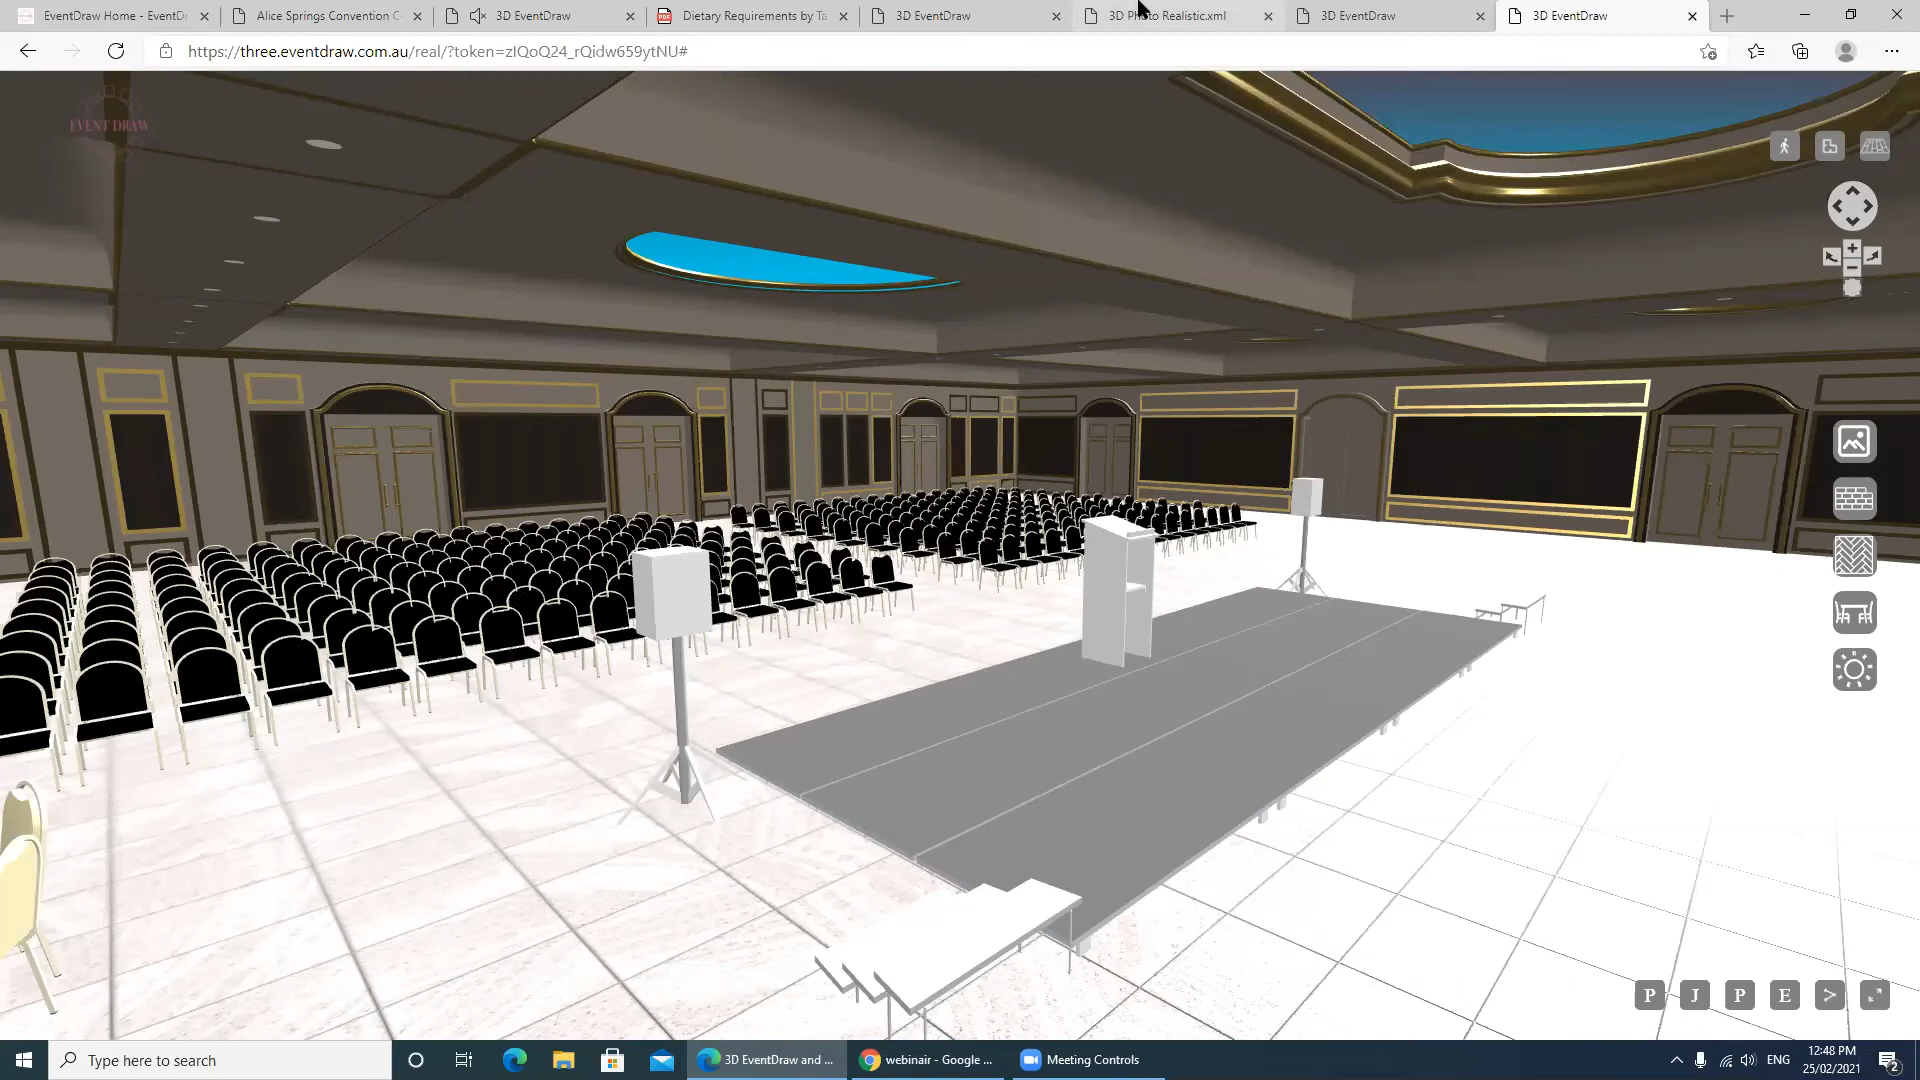 EventDraw Home - EventD
Alice Springs Convention C
3D EventDraw
Dietary Requirements by Ta
3D EventDraw
3D Photo Realistic.xml
3D EventDraw
3D EventDraw
https://three.eventdraw.com.au/real/?token=zIQoQ24_rQidw659ytNU#
EVENT DRAW
P J P E >
Type here to search
3D EventDraw and ...
webinair - Google ...
Meeting Controls
ENG
12:48 PM
25/02/2021
2